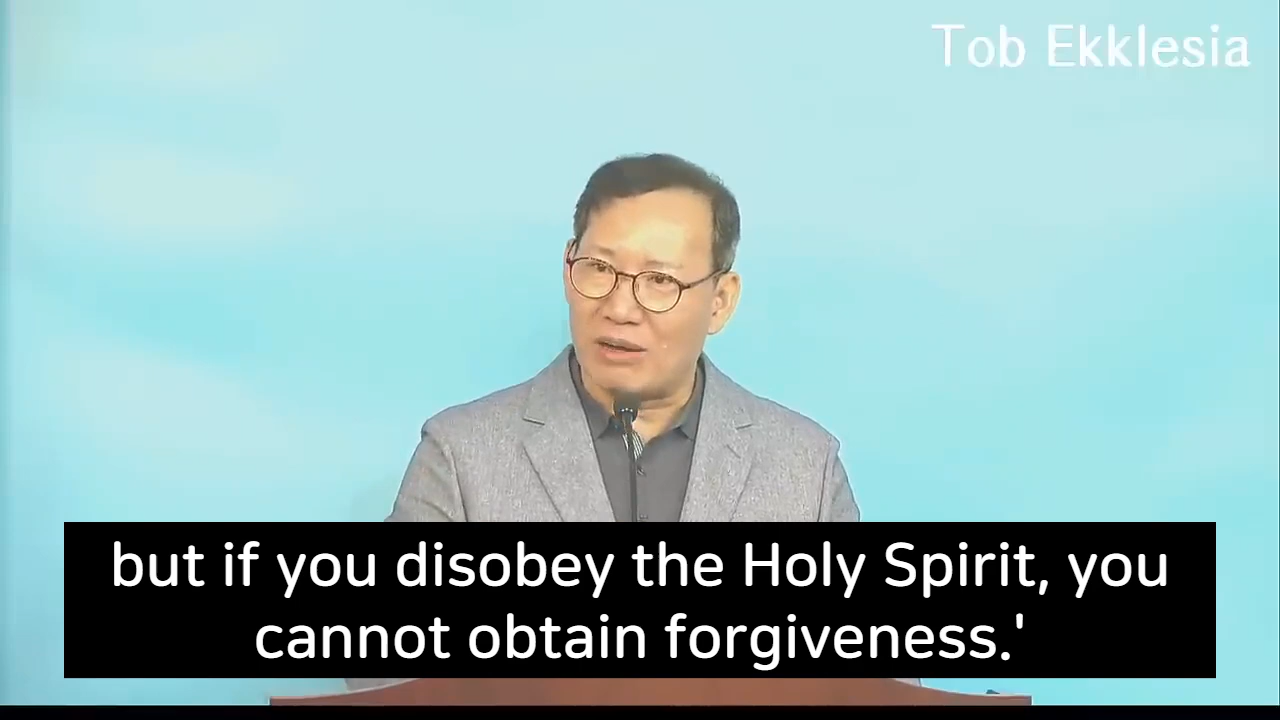 Tob Ekklesia
but if you disobey the Holy Spirit, you
cannot obtain forgiveness.'